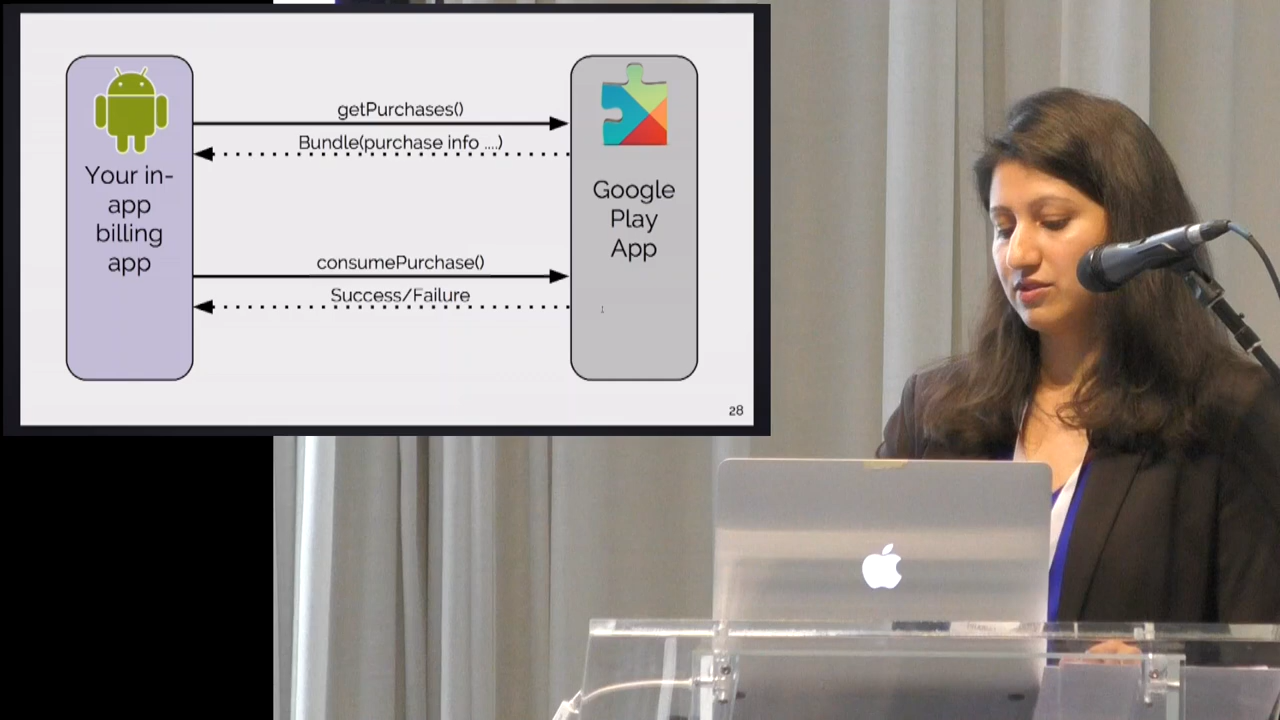 getPurchases()
Bundle(purchase info ....)
Your in-
app
billing
app
Google
Play
App
consumePurchase()
Success/Failure
28